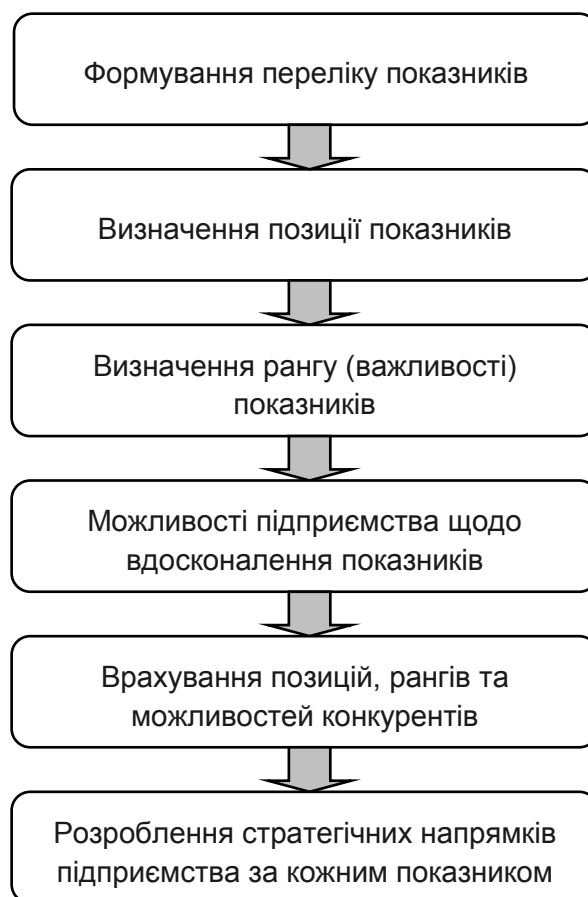 Формування переліку показників
Визначення позиції показників
Визначення рангу (важливості)
показників
Можливості підприємства щодо
вдосконалення показників
Врахування позицій, рангів та
можливостей конкурентів
Розроблення стратегічних напрямків
підприємства за кожним показником